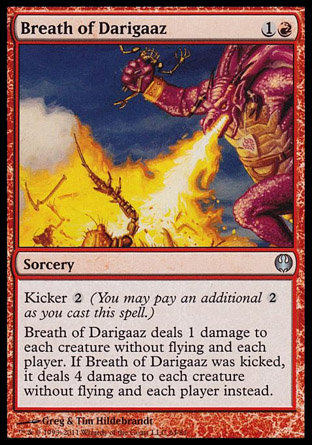 Breath of Darigaaz 1
Sorcery
Kicker 2 (You may pay an additional 2
as you cast this spell.)
Breath of Darigaaz deals 1 damage to
each creature without flying and each
player. If Breath of Darigaaz was kicked,
it deals 4 damage to each creature
without flying and each player instead.
Greg & Tim Hildebrandt